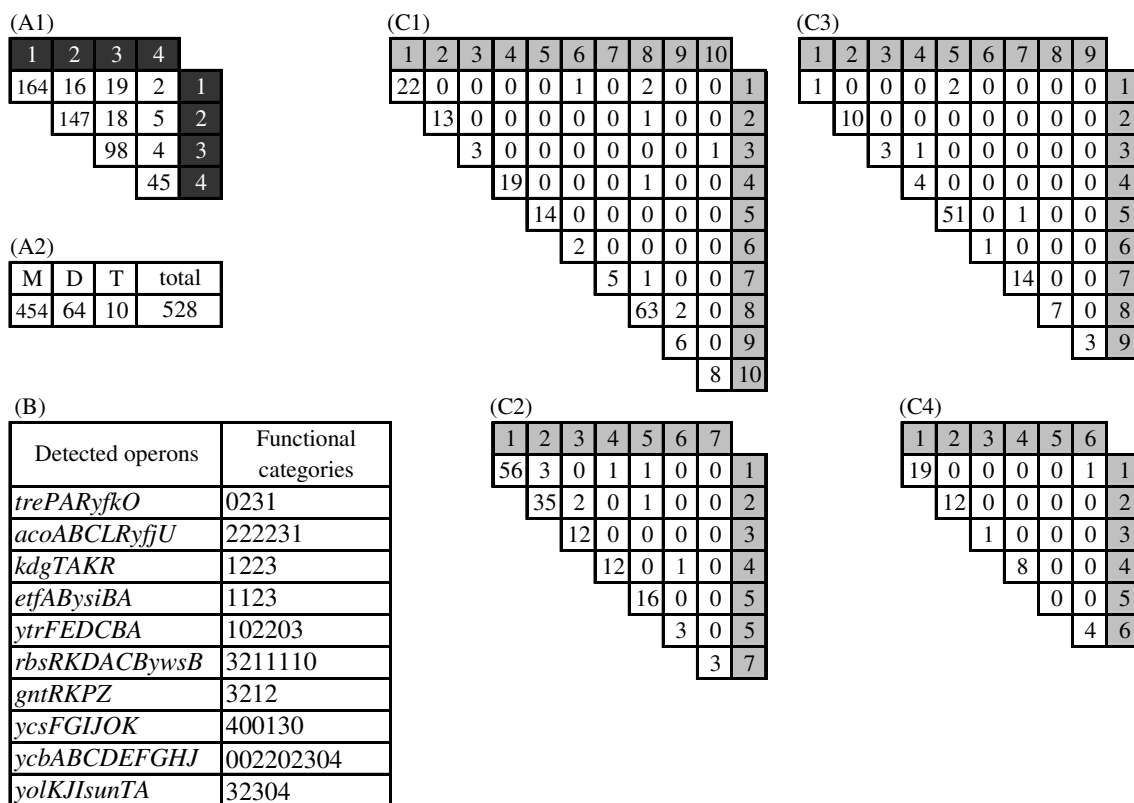 (A1)
1 2 3 4
164 16 19 2 1
147 18 5 2
98 4 3
45 4
(A2)
M D T total
454 64 10 528
(B)
Detected operons Functional categories
trePARyfkO 0231
acoABCLRyfjU 222231
kdgTAKR 1223
etfABysiBA 1123
ytrFEDCBA 102203
rbsRKDACBywsB 3211110
gntRKPZ 3212
ycsFGIJOK 400130
ycbABCDEFGHJ 002202304
yolKJIsunTA 32304
(C1)
1 2 3 4 5 6 7 8 9 10
22 0 0 0 0 1 0 2 0 0 1
13 0 0 0 0 0 1 0 0 2
3 0 0 0 0 0 0 1 3
19 0 0 0 1 0 0 4
14 0 0 0 0 0 5
2 0 0 0 0 6
5 1 0 0 7
63 2 0 8
6 0 9
8 10
(C2)
1 2 3 4 5 6 7
56 3 0 1 1 0 0 1
35 2 0 1 0 0 2
12 0 0 0 0 3
12 0 1 0 4
16 0 0 5
3 0 5
3 7
(C3)
1 2 3 4 5 6 7 8 9
1 0 0 0 2 0 0 0 0 1
10 0 0 0 0 0 0 0 2
3 1 0 0 0 0 0 3
4 0 0 0 0 0 4
51 0 1 0 0 5
1 0 0 0 6
14 0 0 7
7 0 8
3 9
(C4)
1 2 3 4 5 6
19 0 0 0 0 1 1
12 0 0 0 0 2
1 0 0 0 3
8 0 0 4
0 0 5
4 6